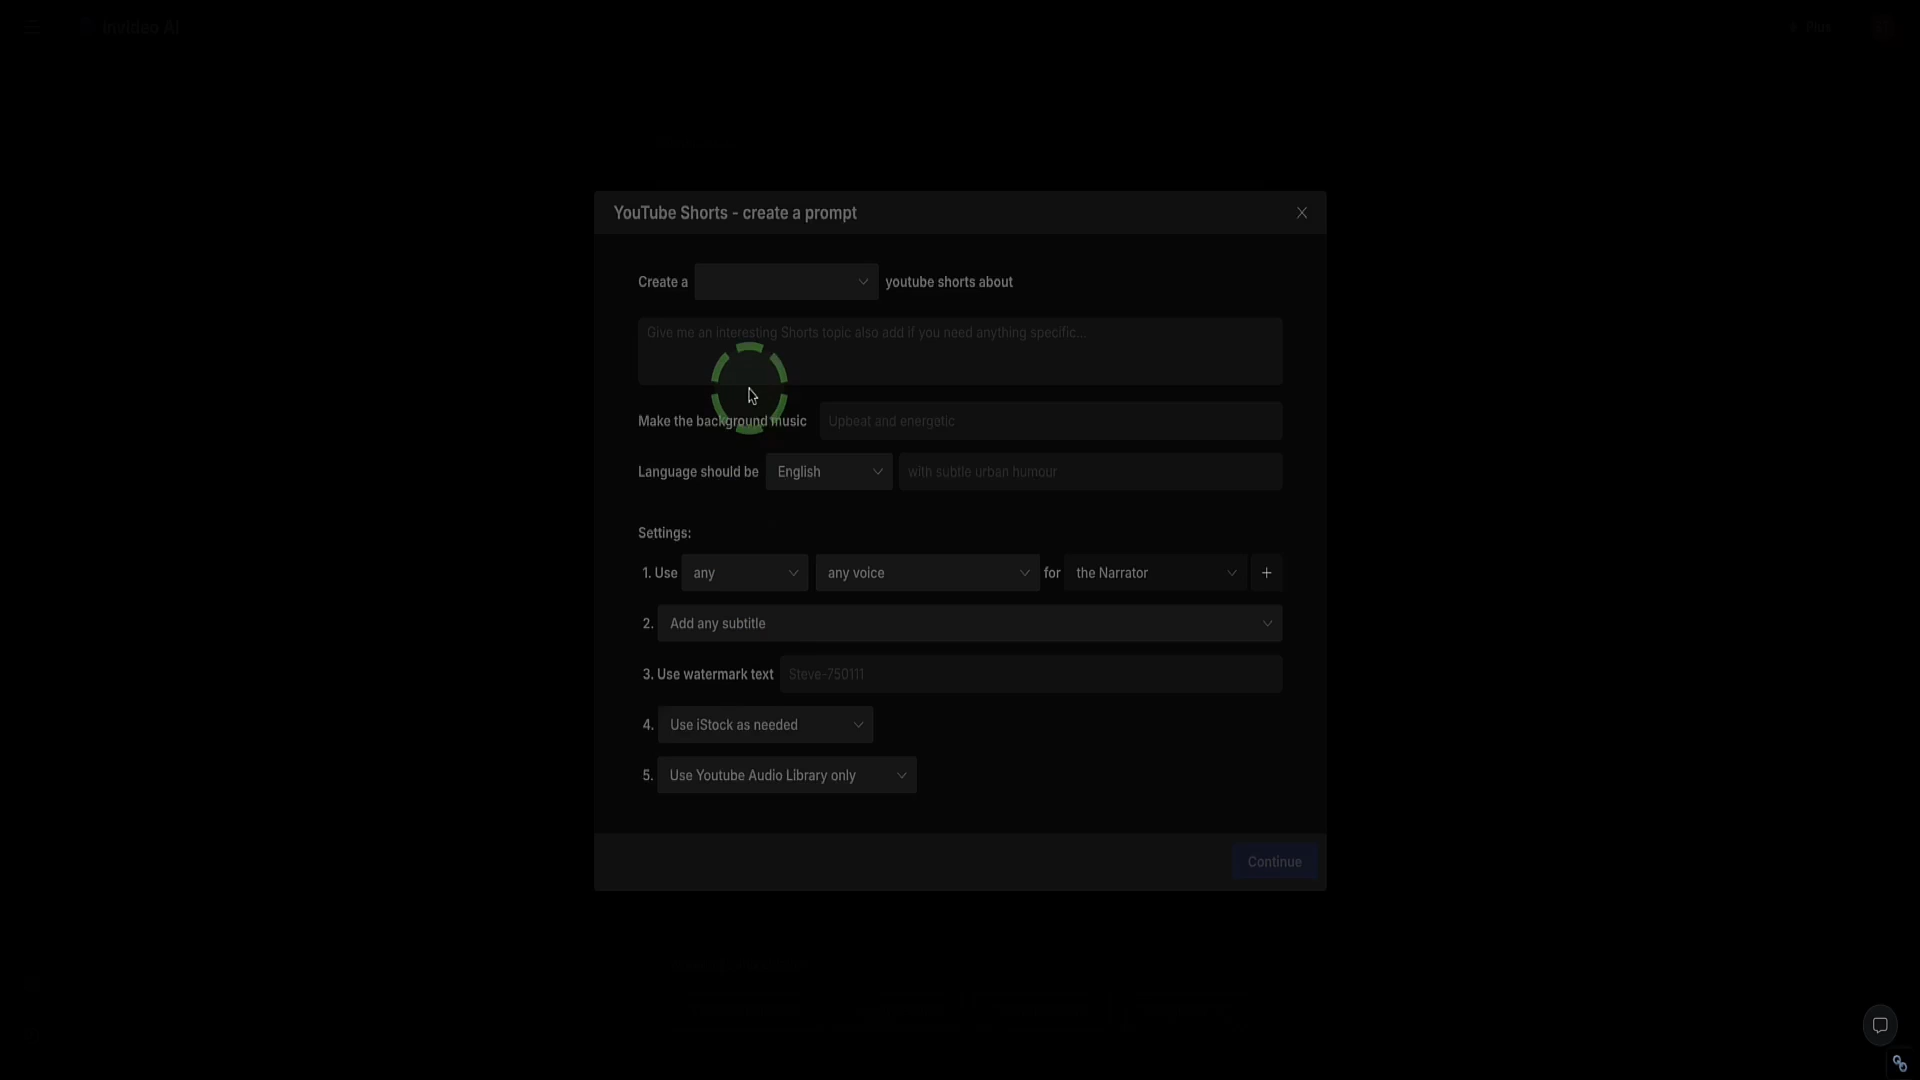 Invideo AI
Plus
YouTube Shorts - create a prompt
Create a youtube shorts about
Give me an interesting Shorts topic also add if you need anything specific...
Make the background music Upbeat and energetic
Language should be English with subtle urban humour
Settings:
1. Use any any voice for the Narrator +
2. Add any subtitle
3. Use watermark text Steve-750111
4. Use iStock as needed
5. Use Youtube Audio Library only
Continue